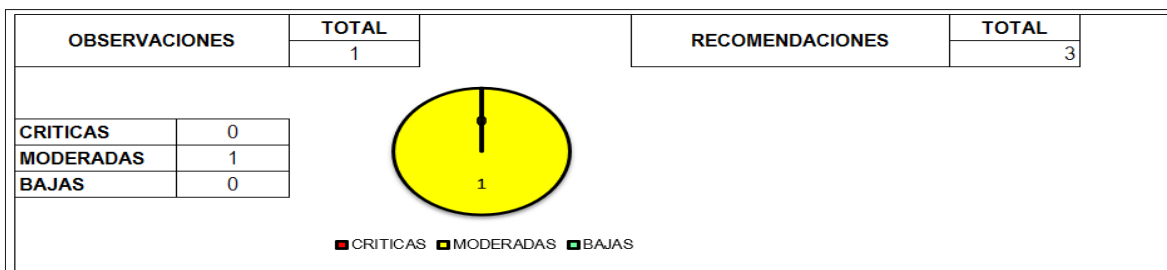 OBSERVACIONES
TOTAL
1
RECOMENDACIONES
TOTAL
3
CRITICAS 0
MODERADAS 1
BAJAS 0
1
CRITICAS MODERADAS BAJAS